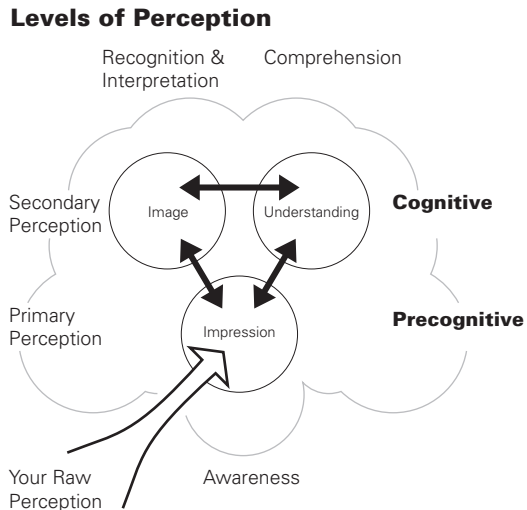 Levels of Perception
Recognition &
Interpretation
Comprehension
Secondary
Perception
Image
Understanding
Cognitive
Primary
Perception
Impression
Precognitive
Your Raw
Perception
Awareness